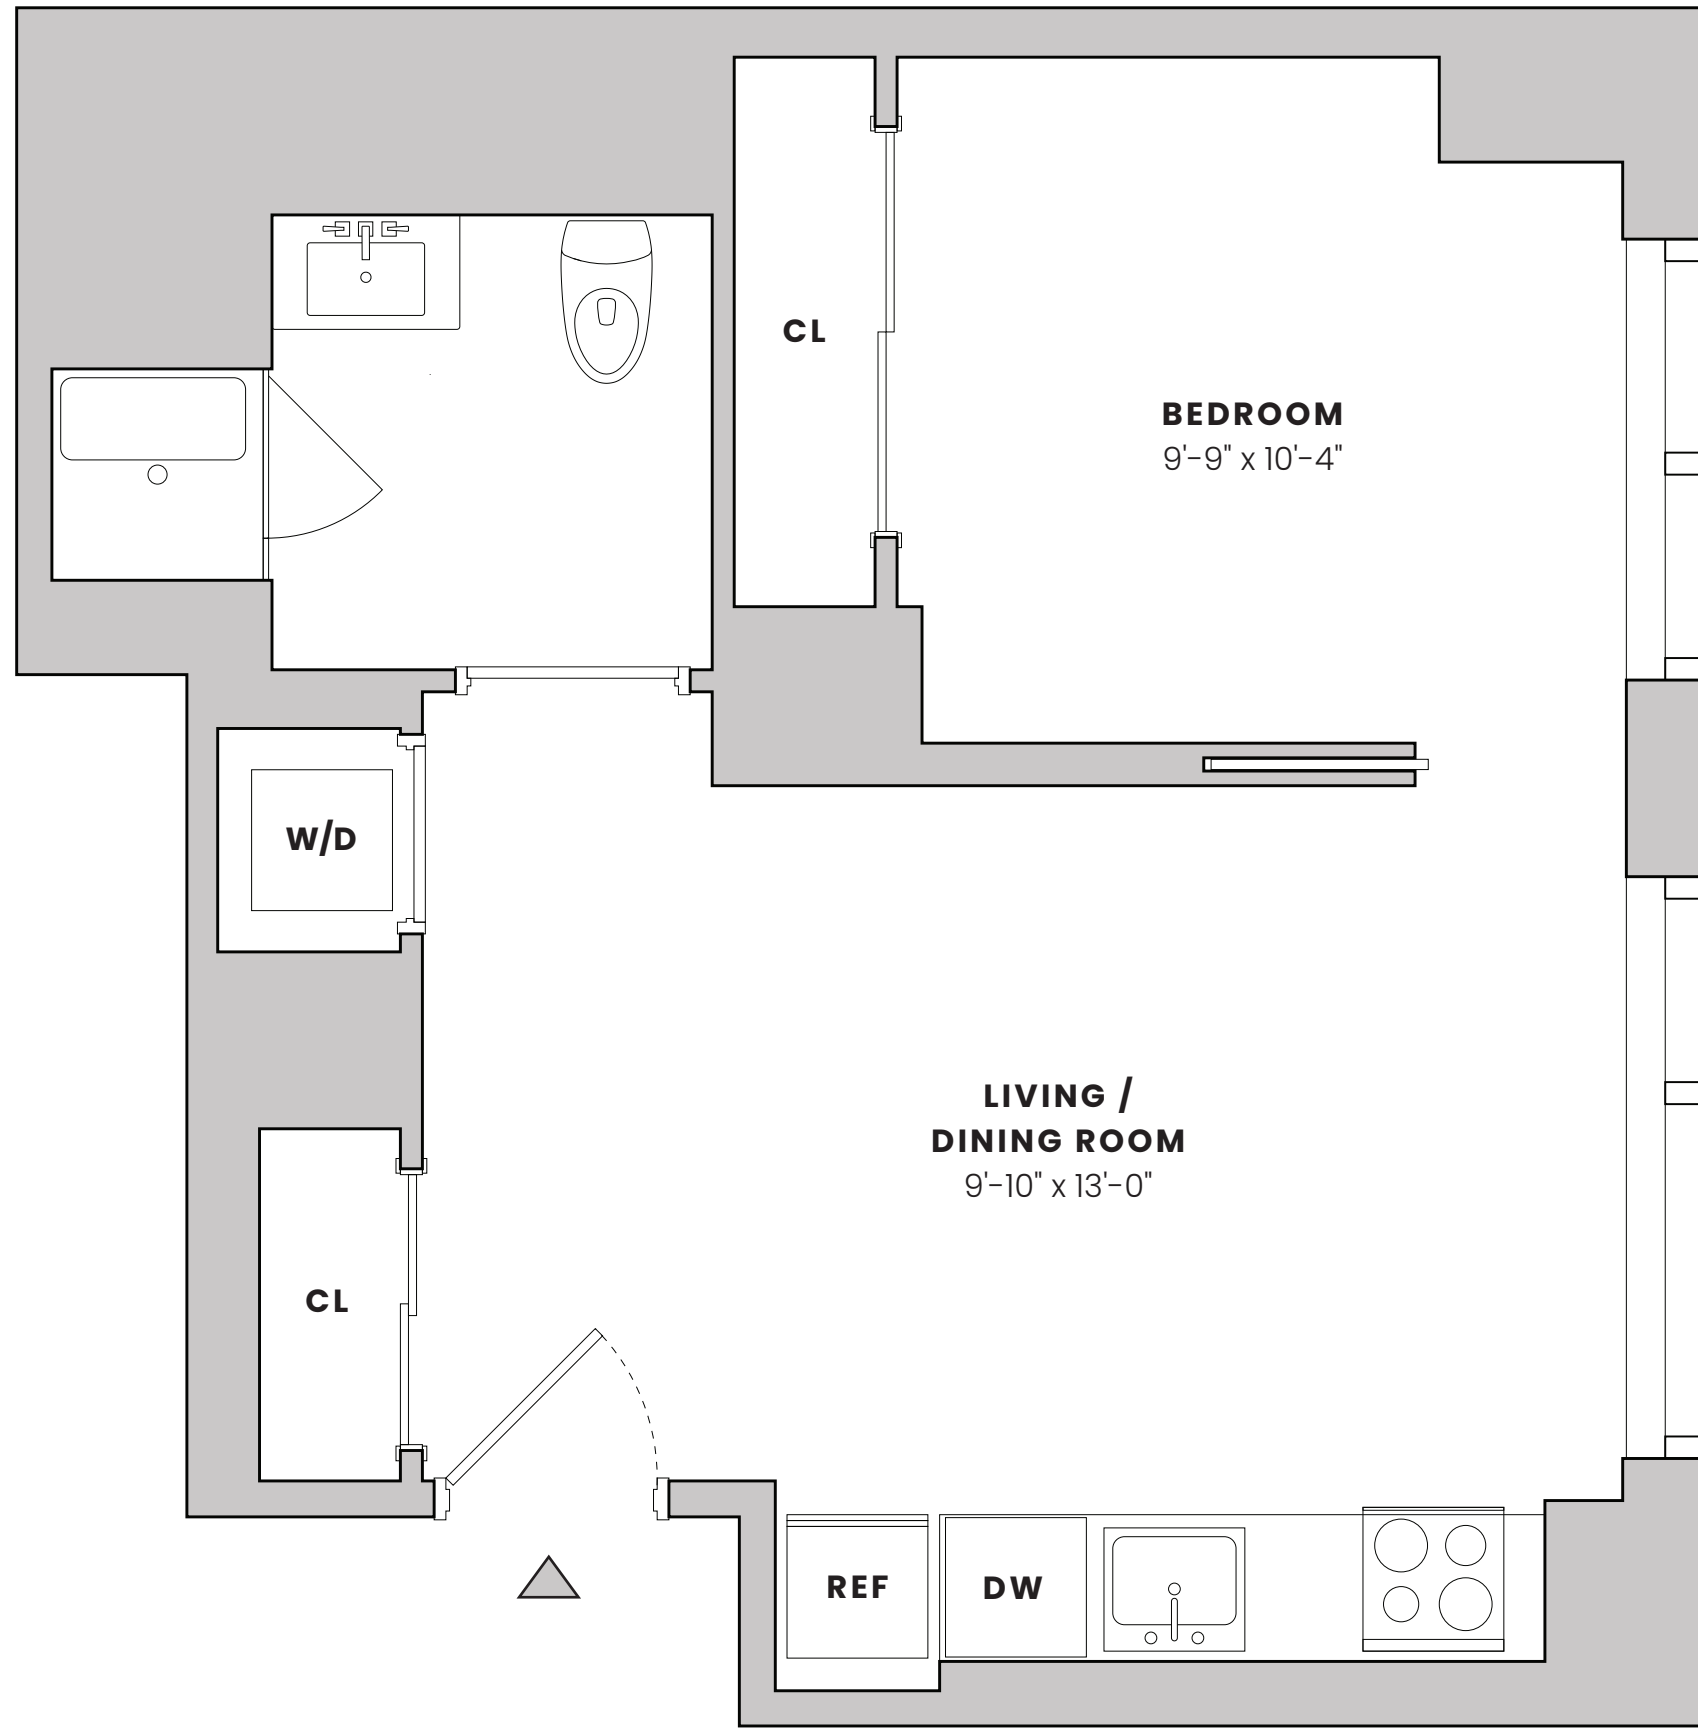 CL
BEDROOM
9'-9" x 10'-4"
W/D
LIVING /
DINING ROOM
9'-10" x 13'-0"
CL
REF
DW